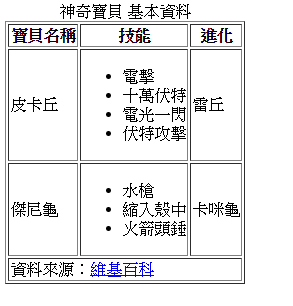 神奇寶貝 基本資料
寶貝名稱 技能 進化
皮卡丘
電擊
十萬伏特
電光一閃
伏特攻擊
雷丘
傑尼龜
水槍
縮入殼中
火箭頭錘
卡咪龜
資料來源：維基百科